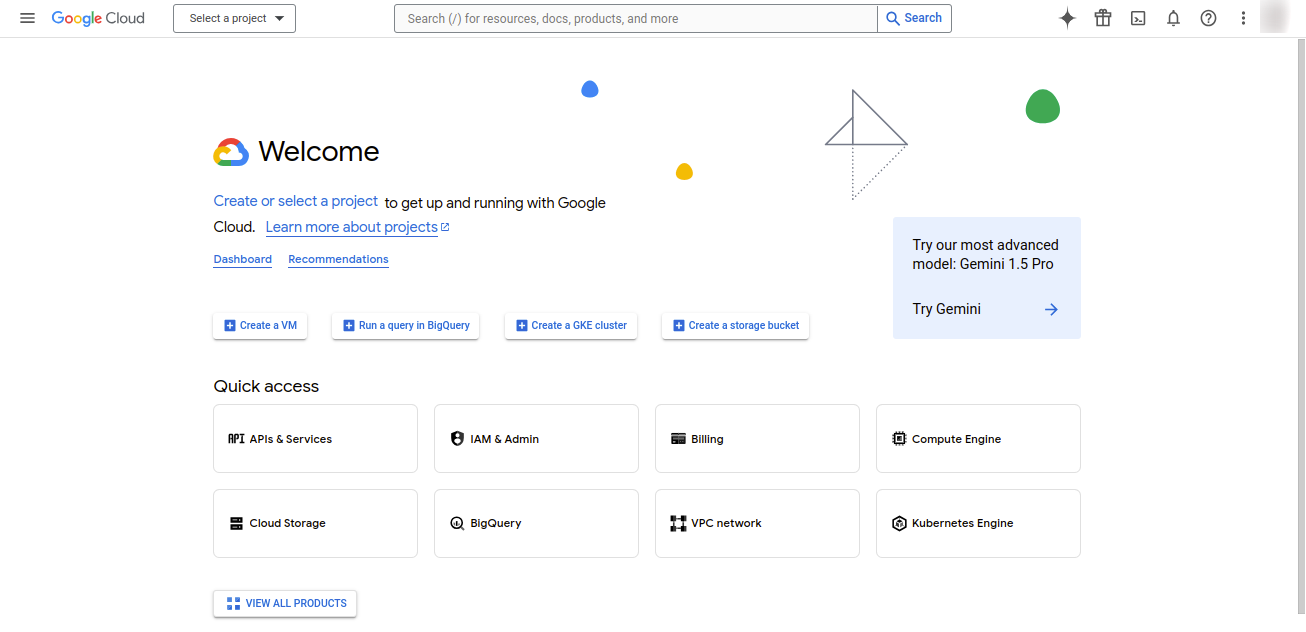 Google Cloud
Select a project
Search (/) for resources, docs, products, and more
Search
Welcome
Create or select a project to get up and running with Google
Cloud. Learn more about projects
Dashboard Recommendations
Try our most advanced
model: Gemini 1.5 Pro
Try Gemini
Create a VM
Run a query in BigQuery
Create a GKE cluster
Create a storage bucket
Quick access
API APIs & Services
IAM & Admin
Billing
Compute Engine
Cloud Storage
BigQuery
VPC network
Kubernetes Engine
VIEW ALL PRODUCTS